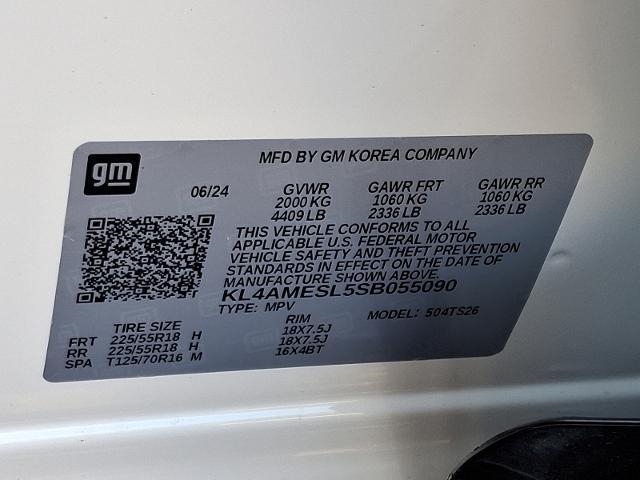 gm
MFD BY GM KOREA COMPANY
06/24 GVWR GAWR FRT GAWR RR
2000 KG 1060 KG 1060 KG
4409 LB 2336 LB 2336 LB
THIS VEHICLE CONFORMS TO ALL
APPLICABLE U.S. FEDERAL MOTOR
VEHICLE SAFETY AND THEFT PREVENTION
STANDARDS IN EFFECT ON THE DATE OF
MANUFACTURE SHOWN ABOVE.
KL4AMESL5SB055090
TYPE: MPV MODEL: 504TS26
TIRE SIZE RIM
FRT 225/55R18 H 18X7.5J
RR 225/55R18 H 18X7.5J
SPA T125/70R16 M 16X4BT